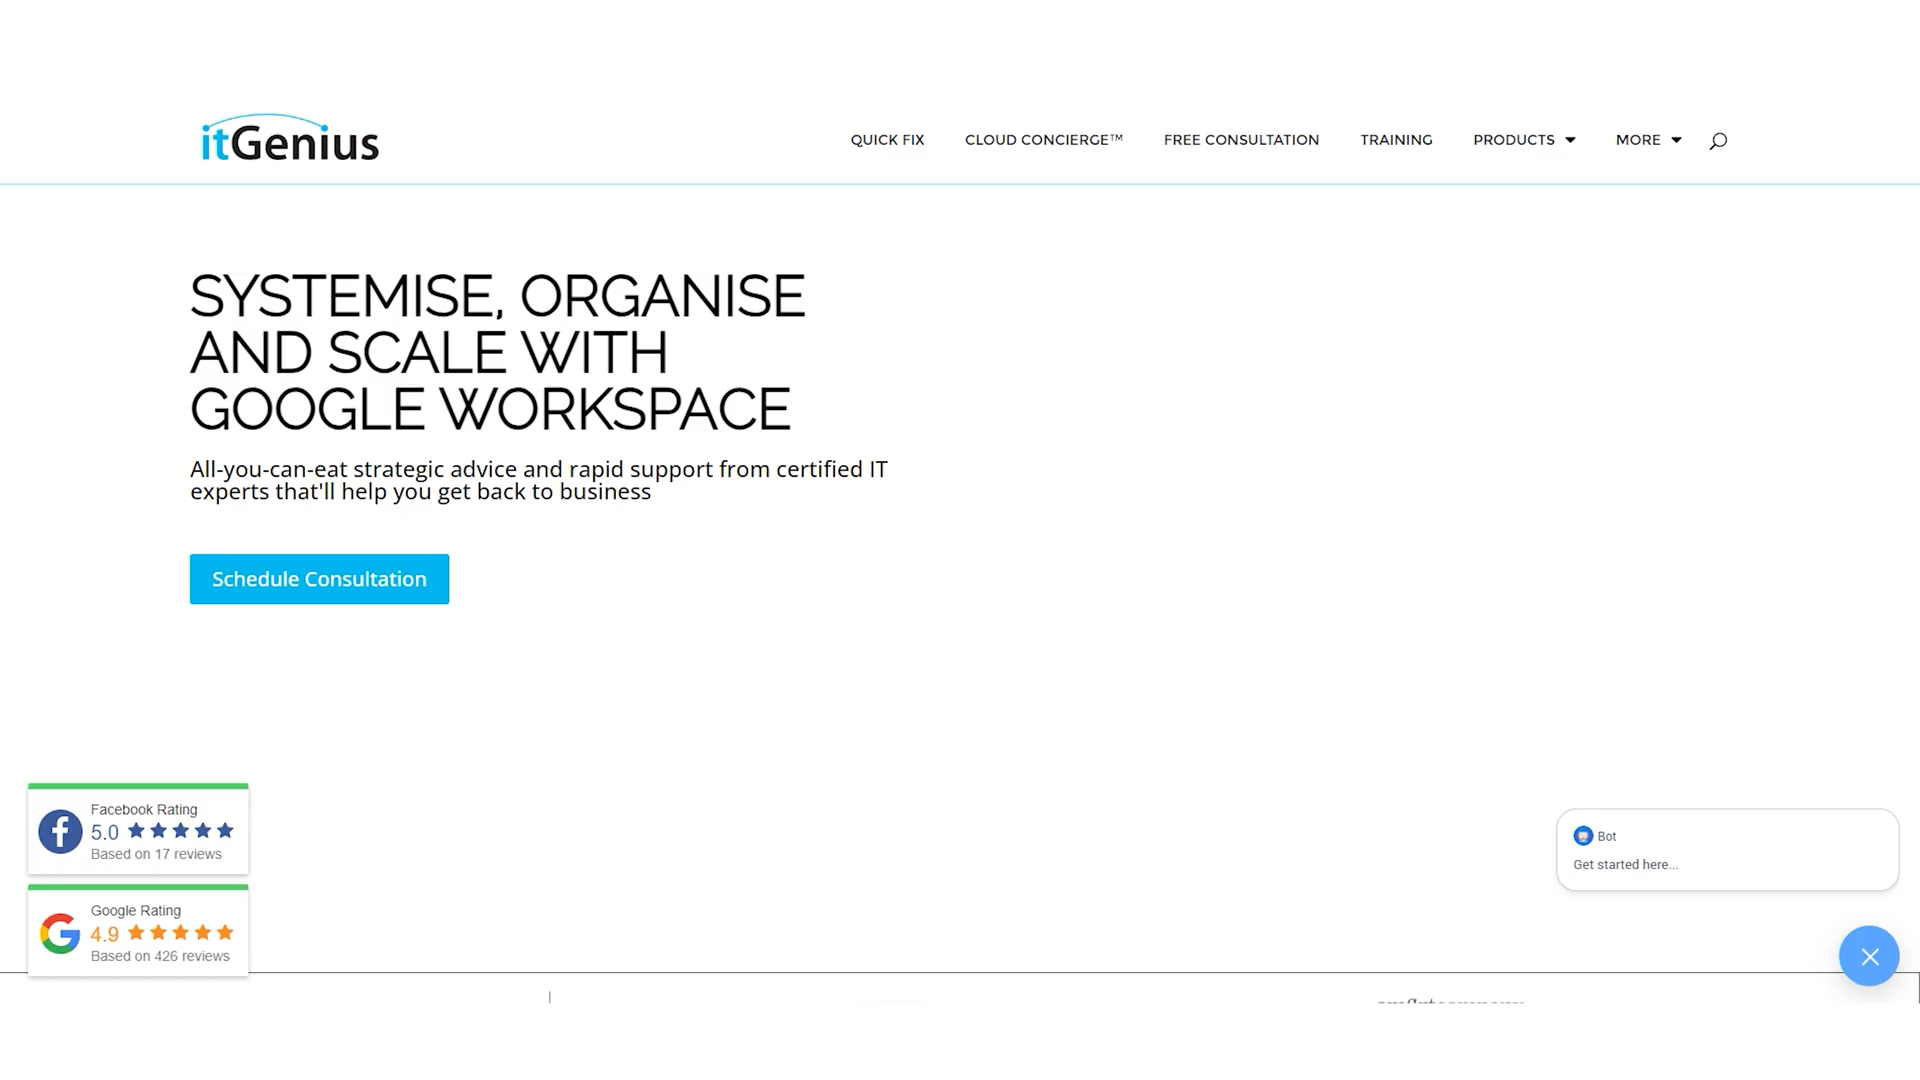 itGenius
QUICK FIX
CLOUD CONCIERGE™
FREE CONSULTATION
TRAINING
PRODUCTS
MORE
SYSTEMISE, ORGANISE
AND SCALE WITH
GOOGLE WORKSPACE
All-you-can-eat strategic advice and rapid support from certified IT
experts that'll help you get back to business
Schedule Consultation
Facebook Rating
5.0
Based on 17 reviews
Google Rating
4.9
Based on 426 reviews
Bot
Get started here...